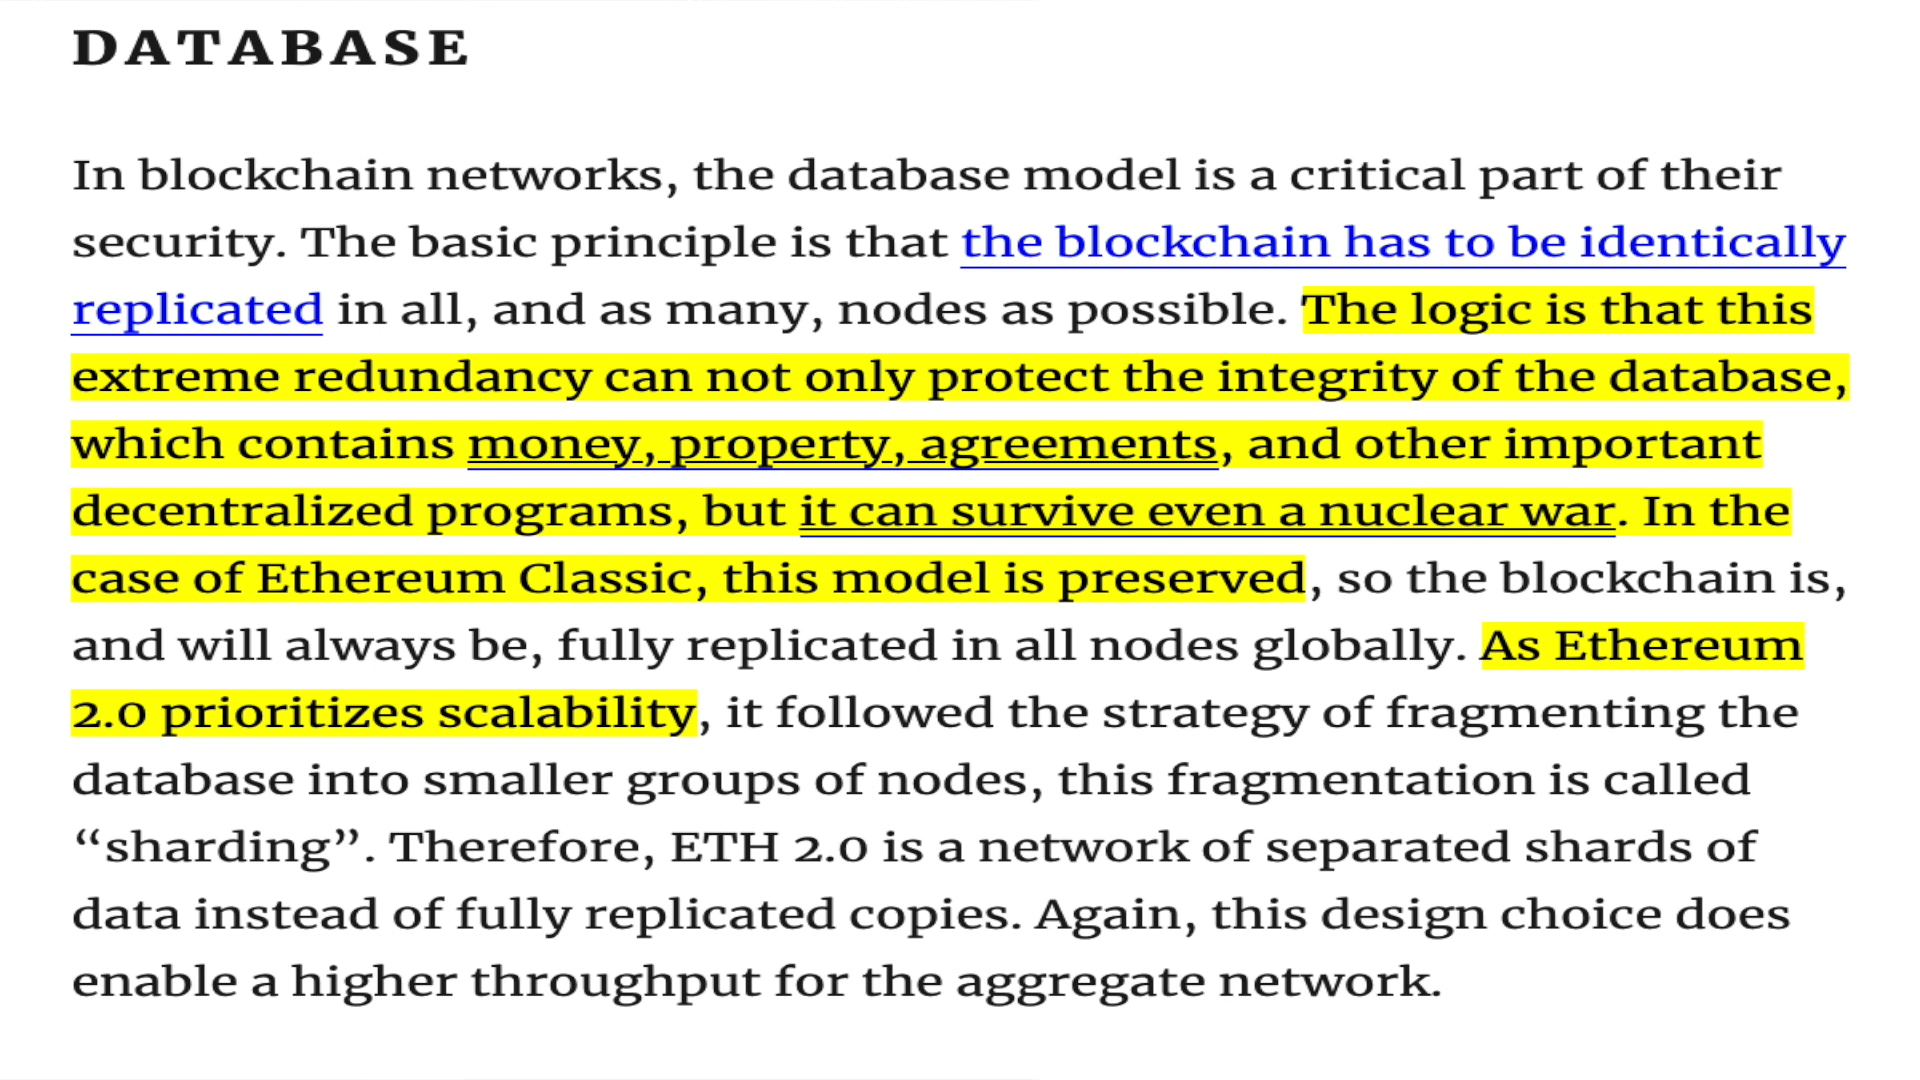 DATABASE
In blockchain networks, the database model is a critical part of their
security. The basic principle is that the blockchain has to be identically
replicated in all, and as many, nodes as possible. The logic is that this
extreme redundancy can not only protect the integrity of the database,
which contains money, property, agreements, and other important
decentralized programs, but it can survive even a nuclear war. In the
case of Ethereum Classic, this model is preserved, so the blockchain is,
and will always be, fully replicated in all nodes globally. As Ethereum
2.0 prioritizes scalability, it followed the strategy of fragmenting the
database into smaller groups of nodes, this fragmentation is called
“sharding”. Therefore, ETH 2.0 is a network of separated shards of
data instead of fully replicated copies. Again, this design choice does
enable a higher throughput for the aggregate network.